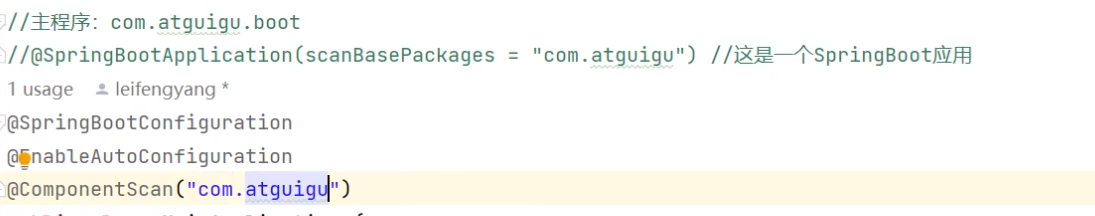 //主程序：com.atguigu.boot
//@SpringBootApplication(scanBasePackages = "com.atguigu") //这是一个SpringBoot应用
1 usage leifengyang *
@SpringBootConfiguration
@EnableAutoConfiguration
@ComponentScan("com.atguigu")